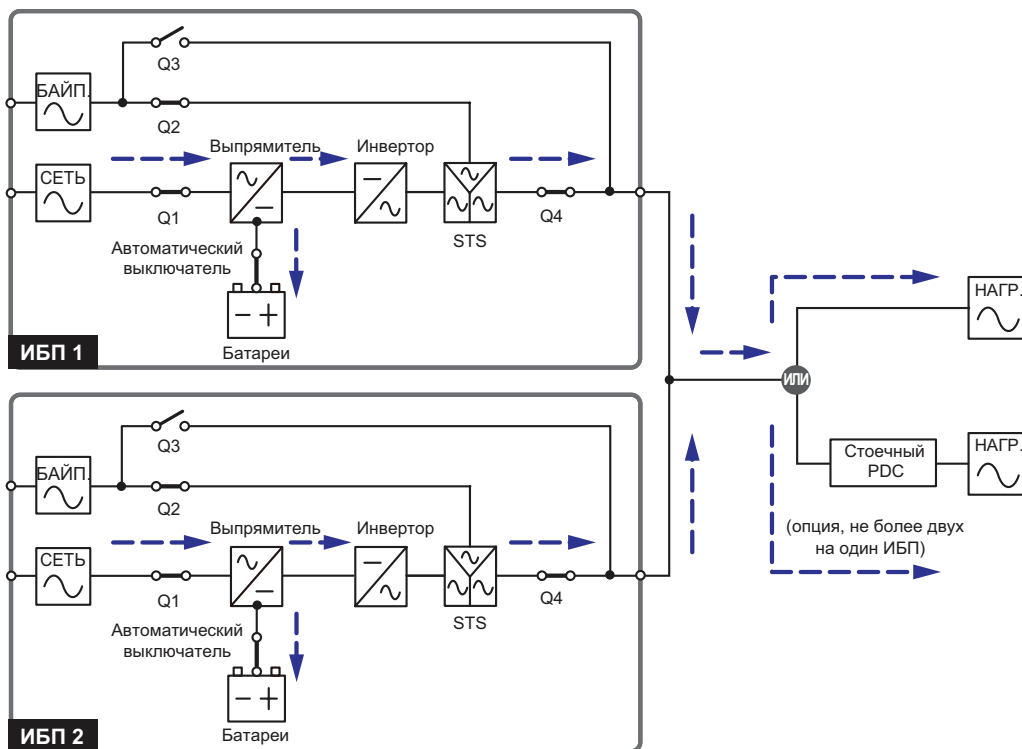 Q3
БАЙП.
Q2
Выпрямитель
Инвертор
СЕТЬ
Q1
STS
Q4
Автоматический
выключатель
Батареи
ИБП 1
НАГР.
ИЛИ
Стоечный
PDC
НАГР.
(опция, не более двух
на один ИБП)
Q3
БАЙП.
Q2
Выпрямитель
Инвертор
СЕТЬ
Q1
STS
Q4
Автоматический
выключатель
Батареи
ИБП 2